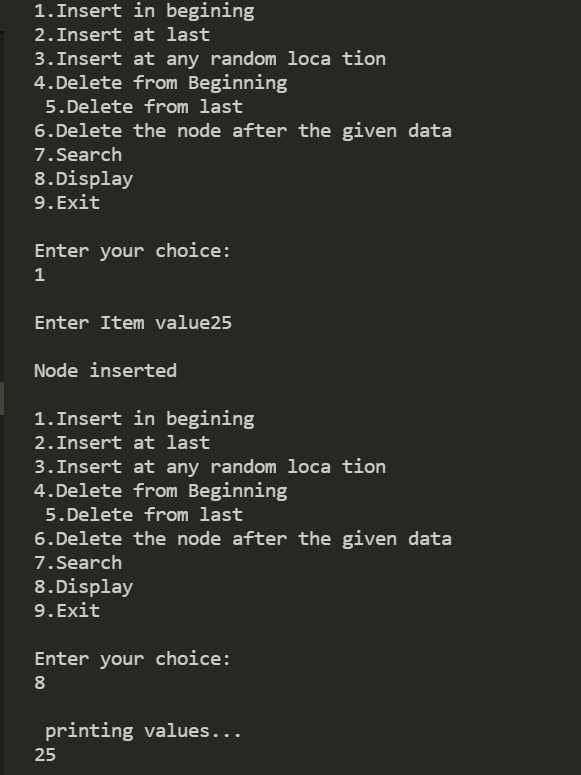 1.Insert in begining
2.Insert at last
3.Insert at any random loca tion
4.Delete from Beginning
 5.Delete from last
6.Delete the node after the given data
7.Search
8.Display
9.Exit

Enter your choice:
1

Enter Item value25

Node inserted

1.Insert in begining
2.Insert at last
3.Insert at any random loca tion
4.Delete from Beginning
 5.Delete from last
6.Delete the node after the given data
7.Search
8.Display
9.Exit

Enter your choice:
8

 printing values...
25